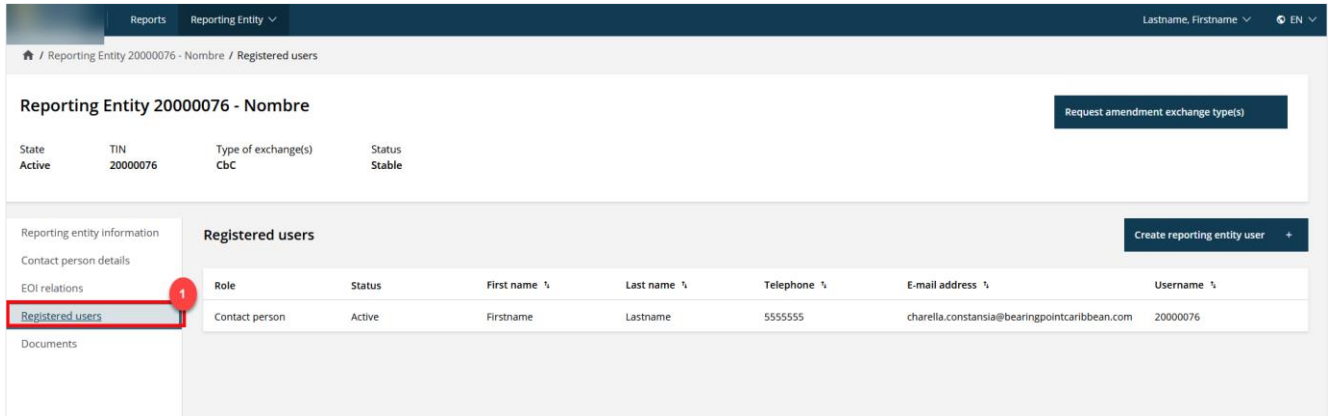 Reports Reporting Entity Lastname, Firstname EN
/ Reporting Entity 20000076 - Nombre / Registered users
Reporting Entity 20000076 - Nombre
Request amendment exchange type(s)
State TIN Type of exchange(s) Status
Active 20000076 CbC Stable
Reporting entity information
Contact person details
EOI relations
1
Registered users
Documents
Registered users
Create reporting entity user +
Role Status First name Last name Telephone E-mail address Username
Contact person Active Firstname Lastname 5555555 charella.constansia@bearingpointcaribbean.com 20000076